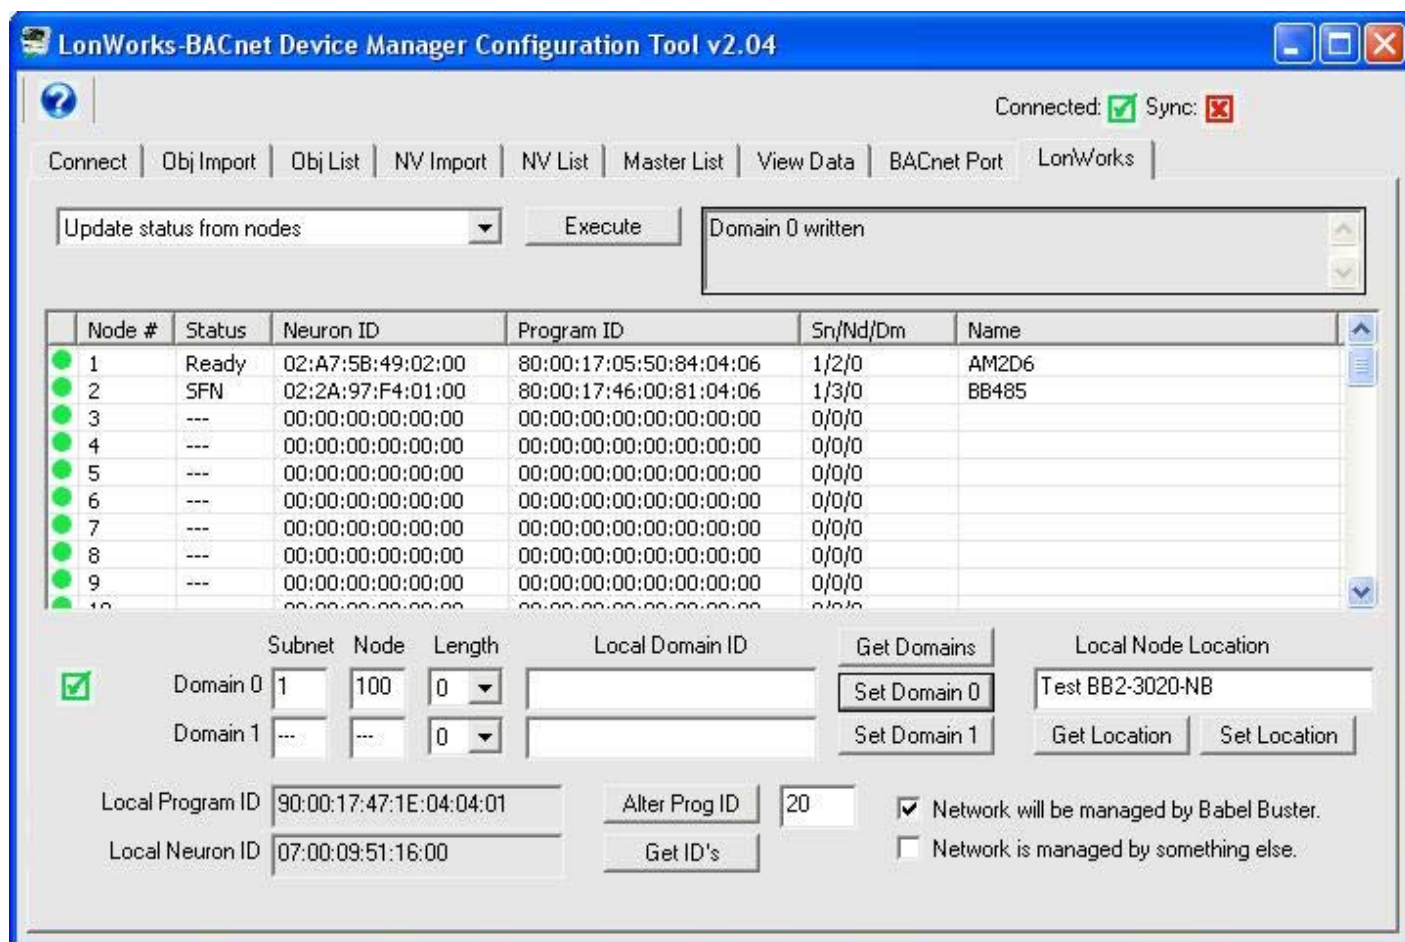 LonWorks-BACnet Device Manager Configuration Tool v2.04
Connected: Sync:
Connect Obj Import Obj List NV Import NV List Master List View Data BACnet Port LonWorks
Update status from nodes Execute Domain 0 written
Node # Status Neuron ID Program ID Sn/Nd/Dm Name
1 Ready 02:A7:5B:49:02:00 80:00:17:05:50:84:04:06 1/2/0 AM2D6
2 SFN 02:2A:97:F4:01:00 80:00:17:46:00:81:04:06 1/3/0 BB485
3 --- 00:00:00:00:00:00 00:00:00:00:00:00:00:00 0/0/0
4 --- 00:00:00:00:00:00 00:00:00:00:00:00:00:00 0/0/0
5 --- 00:00:00:00:00:00 00:00:00:00:00:00:00:00 0/0/0
6 --- 00:00:00:00:00:00 00:00:00:00:00:00:00:00 0/0/0
7 --- 00:00:00:00:00:00 00:00:00:00:00:00:00:00 0/0/0
8 --- 00:00:00:00:00:00 00:00:00:00:00:00:00:00 0/0/0
9 --- 00:00:00:00:00:00 00:00:00:00:00:00:00:00 0/0/0
Subnet Node Length Local Domain ID Get Domains Local Node Location
Domain 0 1 100 0 Set Domain 0 Test BB2-3020-NB
Domain 1 --- --- 0 Set Domain 1 Get Location Set Location
Local Program ID 90:00:17:47:1E:04:04:01 Alter Prog ID 20 Network will be managed by Babel Buster.
Local Neuron ID 07:00:09:51:16:00 Get ID's Network is managed by something else.